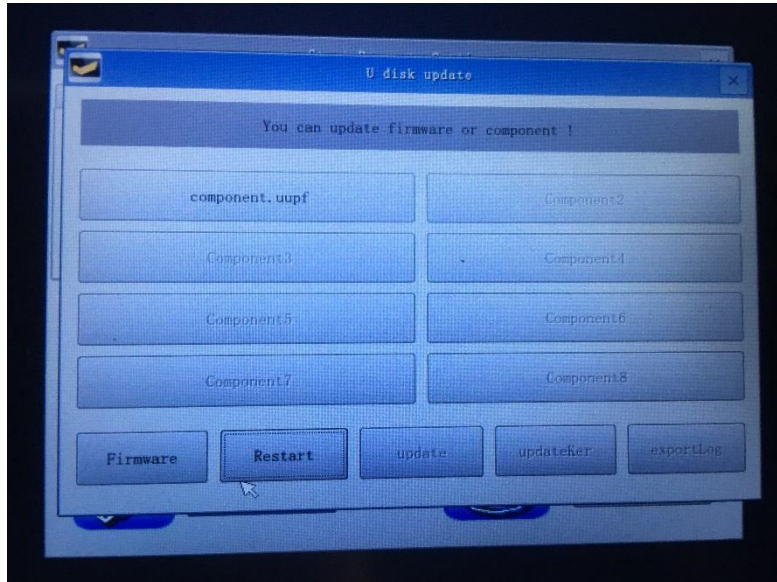 U disk update
You can update firmware or component !
component.uupf
Component2
Component3
Component4
Component5
Component6
Component7
Component8
Firmware
Restart
update
updateKer
exportLog